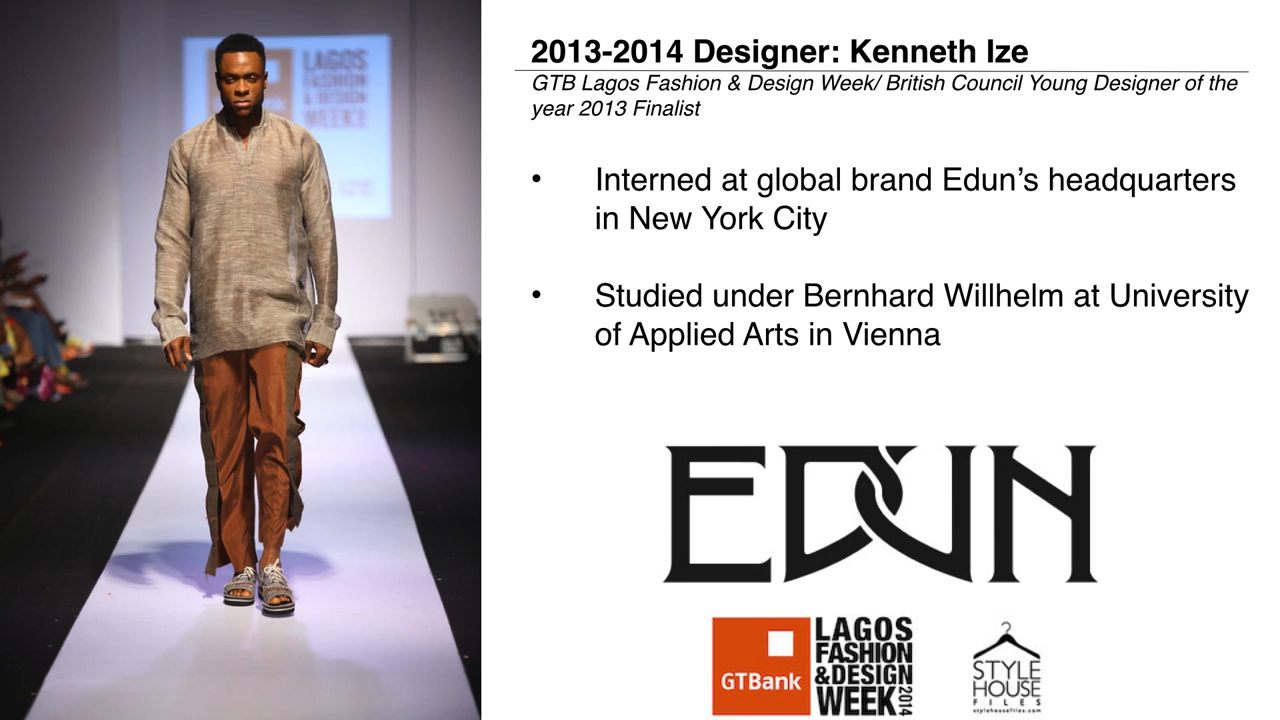 LAGOS
FASHION
& DESIGN
WEEK
2013-2014 Designer: Kenneth Ize
GTB Lagos Fashion & Design Week/ British Council Young Designer of the
year 2013 Finalist
• Interned at global brand Edun’s headquarters
in New York City
• Studied under Bernhard Willhelm at University
of Applied Arts in Vienna
EDUN
GTBank
LAGOS
FASHION
&DESIGN
WEEK 2014
STYLE
HOUSE
FILES
stylehousefiles.com